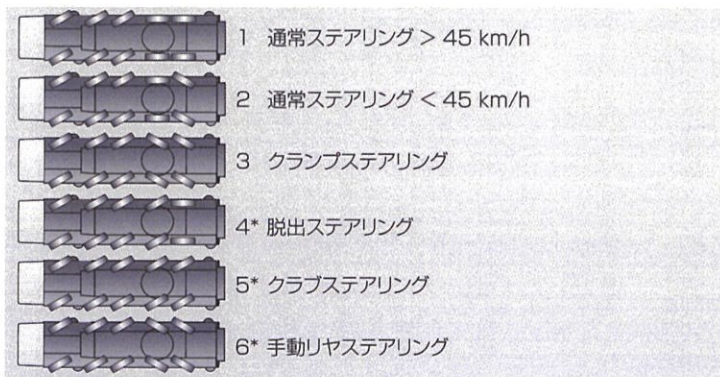 1 通常ステアリング > 45 km/h
2 通常ステアリング < 45 km/h
3 クランプステアリング
4* 脱出ステアリング
5* クラブステアリング
6* 手動リヤステアリング